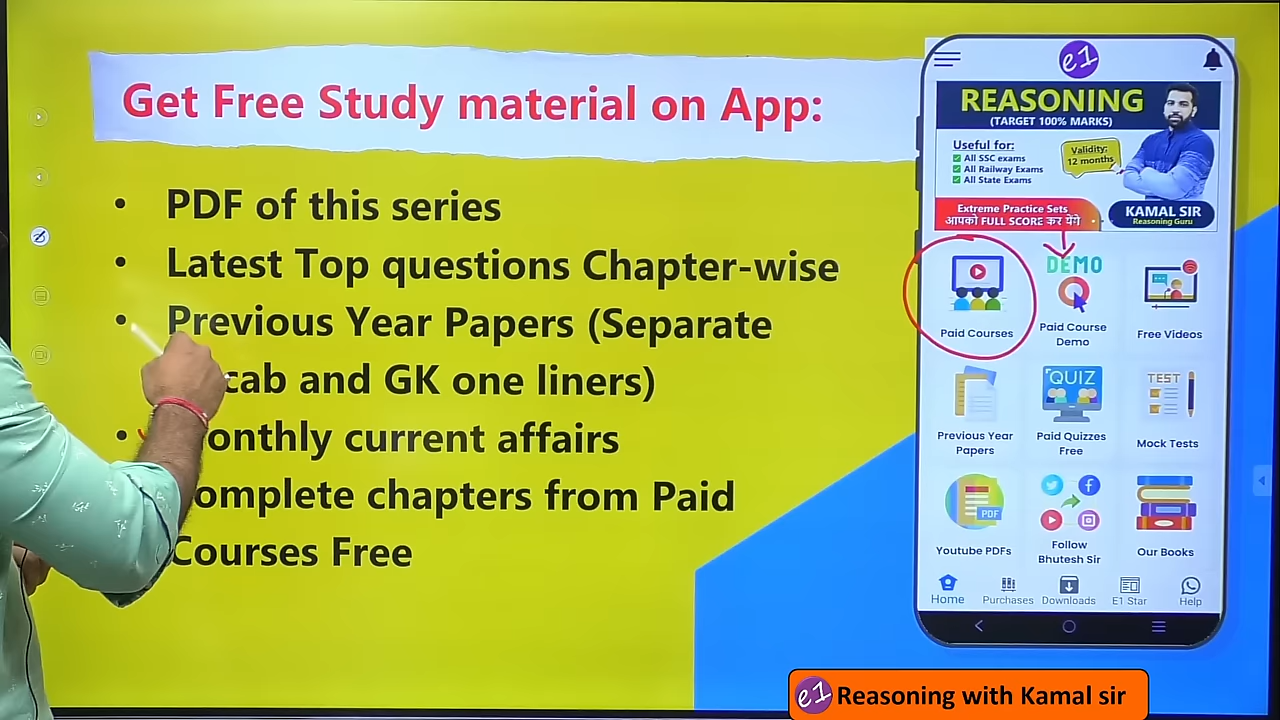 Get Free Study material on App:
• PDF of this series
• Latest Top questions Chapter-wise
• Previous Year Papers (Separate
cab and GK one liners)
• onthly current affairs
omplete chapters from Paid
Courses Free
e1
REASONING
(TARGET 100% MARKS)
Useful for:
All SSC exams
All Railway Exams
All State Exams
Validity:
12 months
Extreme Practice Sets
आपको FULL SCORE कर देंगे
KAMAL SIR
Reasoning Guru
DEMO
Paid Courses
Paid Course
Demo
Free Videos
QUIZ
TEST
Previous Year
Papers
Paid Quizzes
Free
Mock Tests
PDF
Youtube PDFs
Follow
Bhutesh Sir
Our Books
Home
Purchases
Downloads
E1 Star
Help
e1 Reasoning with Kamal sir